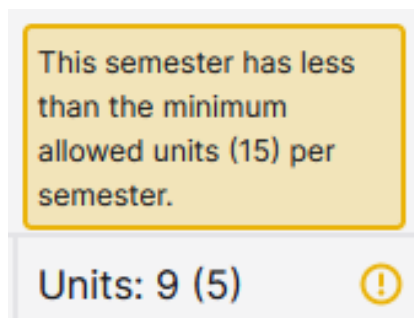 This semester has less
than the minimum
allowed units (15) per
semester.
Units: 9 (5)